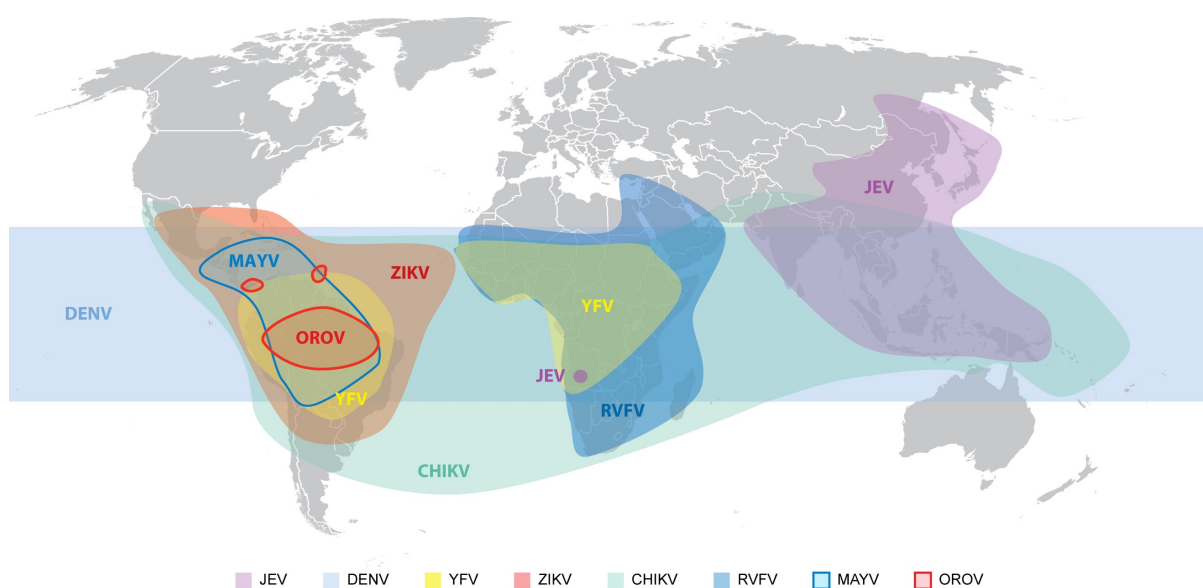 JEV
MAYV
ZIKV
DENV
YFV
OROV
JEV
YFV
RVFV
CHIKV
JEV DENV YFV ZIKV CHIKV RVFV MAYV OROV